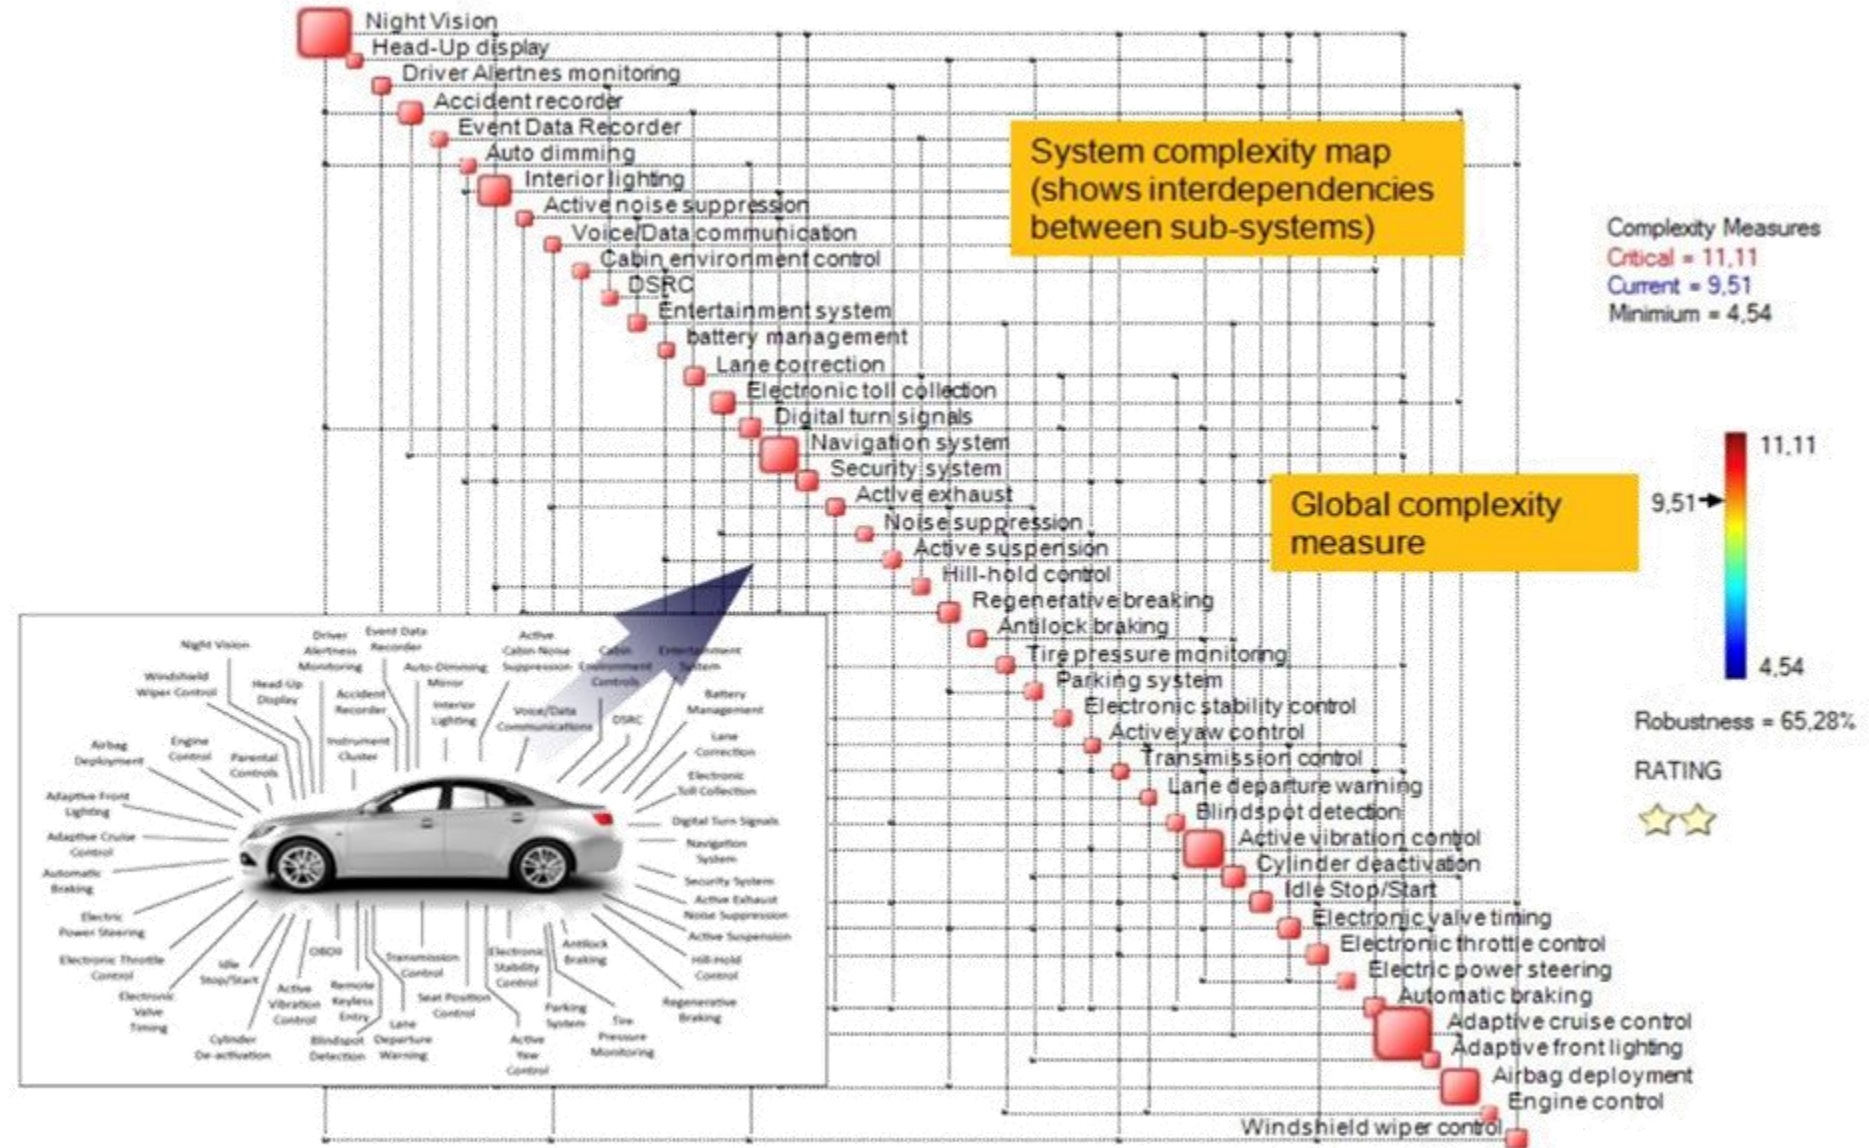 Night Vision
Head-Up display
Driver Alertnes monitoring
Accident recorder
Event Data Recorder
Auto dimming
Interior lighting
Active noise suppression
Voice/Data communication
Cabin environment control
DSRC
Entertainment system
battery management
Lane correction
Electronic toll collection
Digital turn signals
Navigation system
Security system
Active exhaust
Noise suppression
Active suspension
Hill-hold control
Regenerative breaking
Antilock braking
Tire pressure monitoring
Parking system
Electronic stability control
Active yaw control
Transmission control
Lane departure warning
Blindspot detection
Active vibration control
Cylinder deactivation
Idle Stop/Start
Electronic valve timing
Electronic throttle control
Electric power steering
Automatic braking
Adaptive cruise control
Adaptive front lighting
Airbag deployment
Engine control
Windshield wiper control
System complexity map
(shows interdependencies
between sub-systems)
Complexity Measures
Critical = 11,11
Current = 9,51
Minimium = 4,54
Global complexity
measure
11,11
9,51
4,54
Robustness = 65,28%
RATING
Night Vision
Driver
Alertness
Monitoring
Event Data
Recorder
Active
Cabin Noise
Suppression
Cabin
Environment
Controls
Entertainment
System
Windshield
Wiper Control
Head-Up
Display
Accident
Recorder
Auto-Dimming
Mirror
Interior
Lighting
Voice/Data
Communications
DSRC
Battery
Management
Airbag
Deployment
Engine
Control
Parental
Controls
Instrument
Cluster
Lane
Correction
Electronic
Toll Collection
Adaptive Front
Lighting
Digital Turn Signals
Adaptive Cruise
Control
Navigation
System
Automatic
Braking
Security System
Active Exhaust
Noise Suppression
Electric
Power Steering
Active Suspension
Electronic Throttle
Control
Idle
Stop/Start
OBDII
Transmission
Control
Electronic
Stability
Control
Antilock
Braking
Hill-Hold
Control
Electronic
Valve
Timing
Active
Vibration
Control
Remote
Keyless
Entry
Seat Position
Control
Parking
System
Regenerative
Braking
Cylinder
De-activation
Blindspot
Detection
Lane
Departure
Warning
Active
Yaw
Control
Tire
Pressure
Monitoring